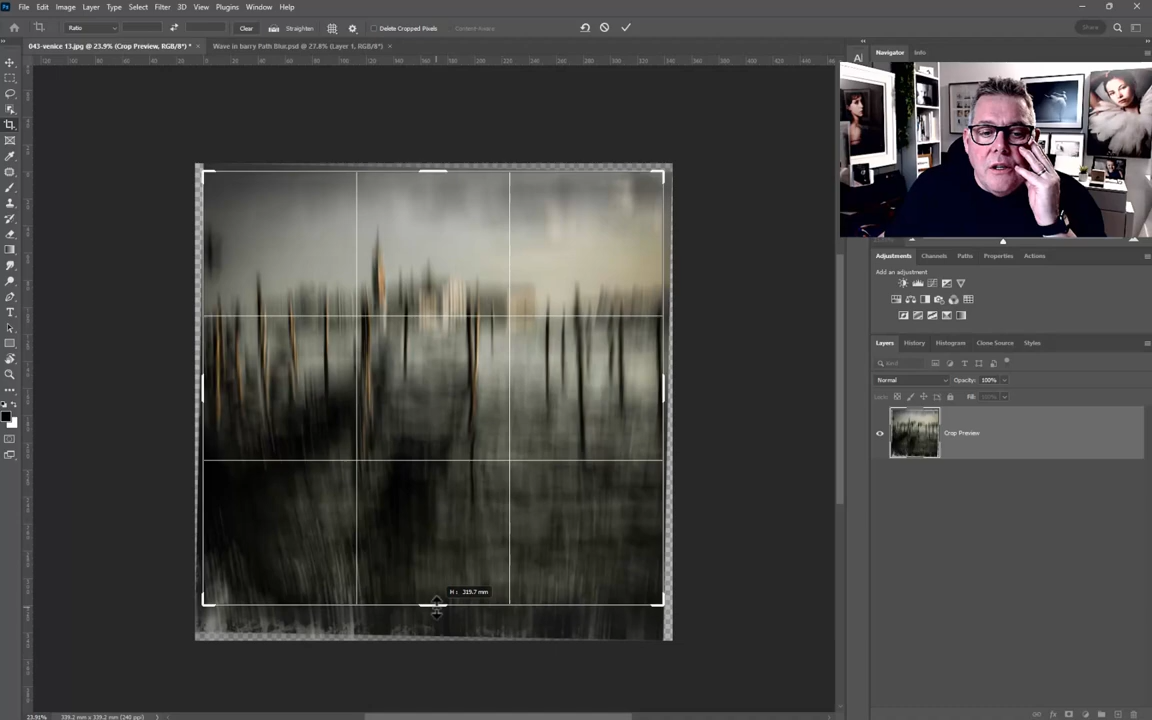 File Edit Image Layer Type Select Filter 3D View Plugins Window Help
Ratio Clear Straighten Delete Cropped Pixels Content Aware Share
043-venice 13.jpg @ 23.9% (Crop Preview, RGB/8*) * × Wave in barry Path Blur.psd @ 27.8% (Layer 1, RGB/8*) ×
Navigator Info
Adjustments Channels Paths Properties Actions
Add an adjustment
Layers History Histogram Clone Source Styles
Kind
Normal Opacity: 100%
Lock: Fill: 100%
Crop Preview
H: 319.7 mm
23.91% 339.2 mm x 339.2 mm (240 ppi)